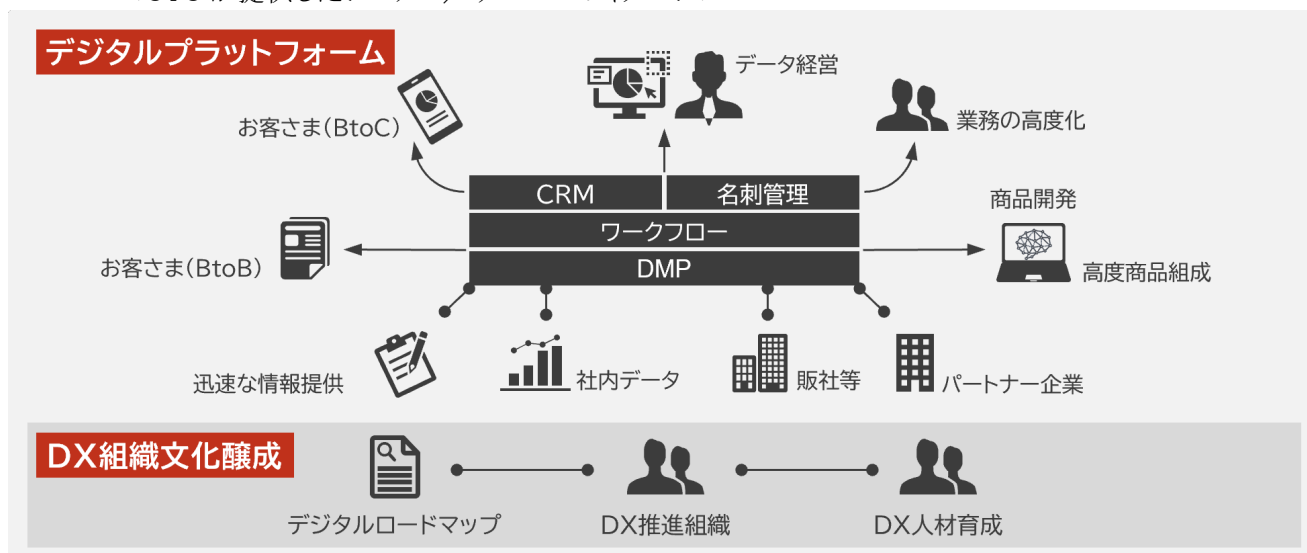 デジタルプラットフォーム
データ経営
お客さま(BtoC)
業務の高度化
CRM
名刺管理
商品開発
ワークフロー
お客さま(BtoB)
DMP
高度商品組成
迅速な情報提供
社内データ
販社等
パートナー企業
DX組織文化醸成
デジタルロードマップ
DX推進組織
DX人材育成